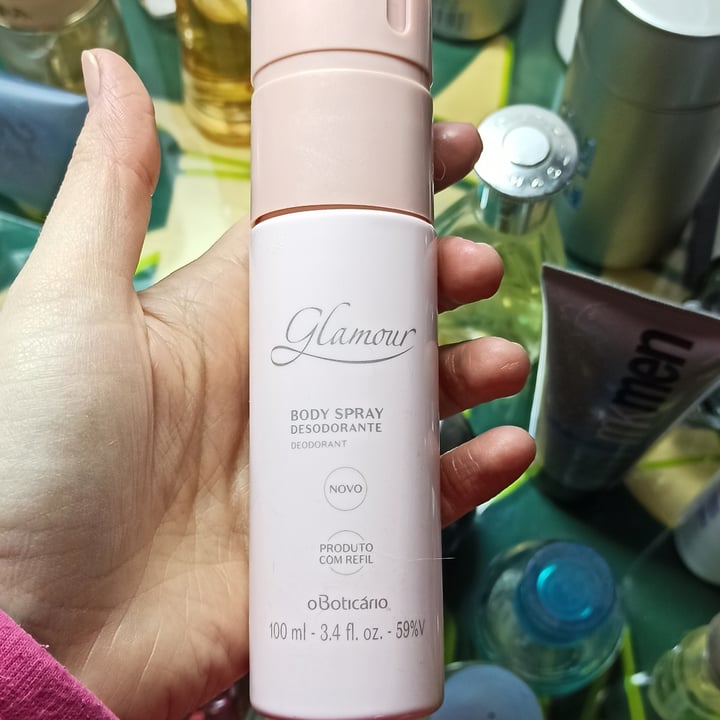 Glamour
BODY SPRAY
DESODORANTE
DEODORANT
NOVO
PRODUTO
COM REFIL
oBoticário
100 ml - 3.4 fl. oz. - 59%V
men